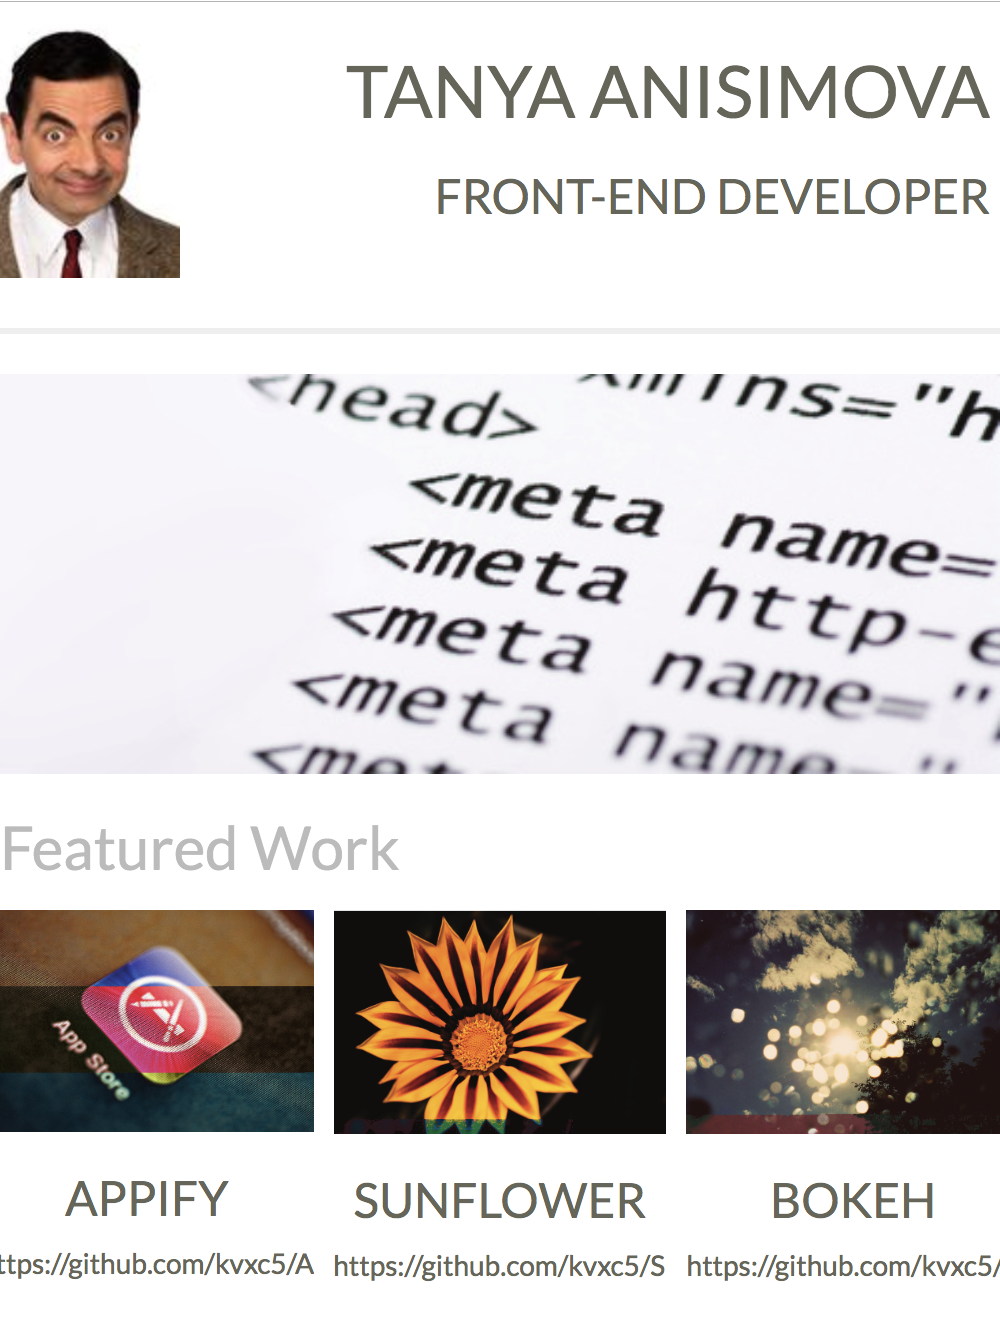 TANYA ANISIMOVA
FRONT-END DEVELOPER
<head>
xmlns="h
<meta name=
<meta http-e
<meta name="
<meta name="
<meta
Featured Work
App Store
APPIFY
SUNFLOWER
BOKEH
ttps://github.com/kvxc5/A
https://github.com/kvxc5/S
https://github.com/kvxc5/